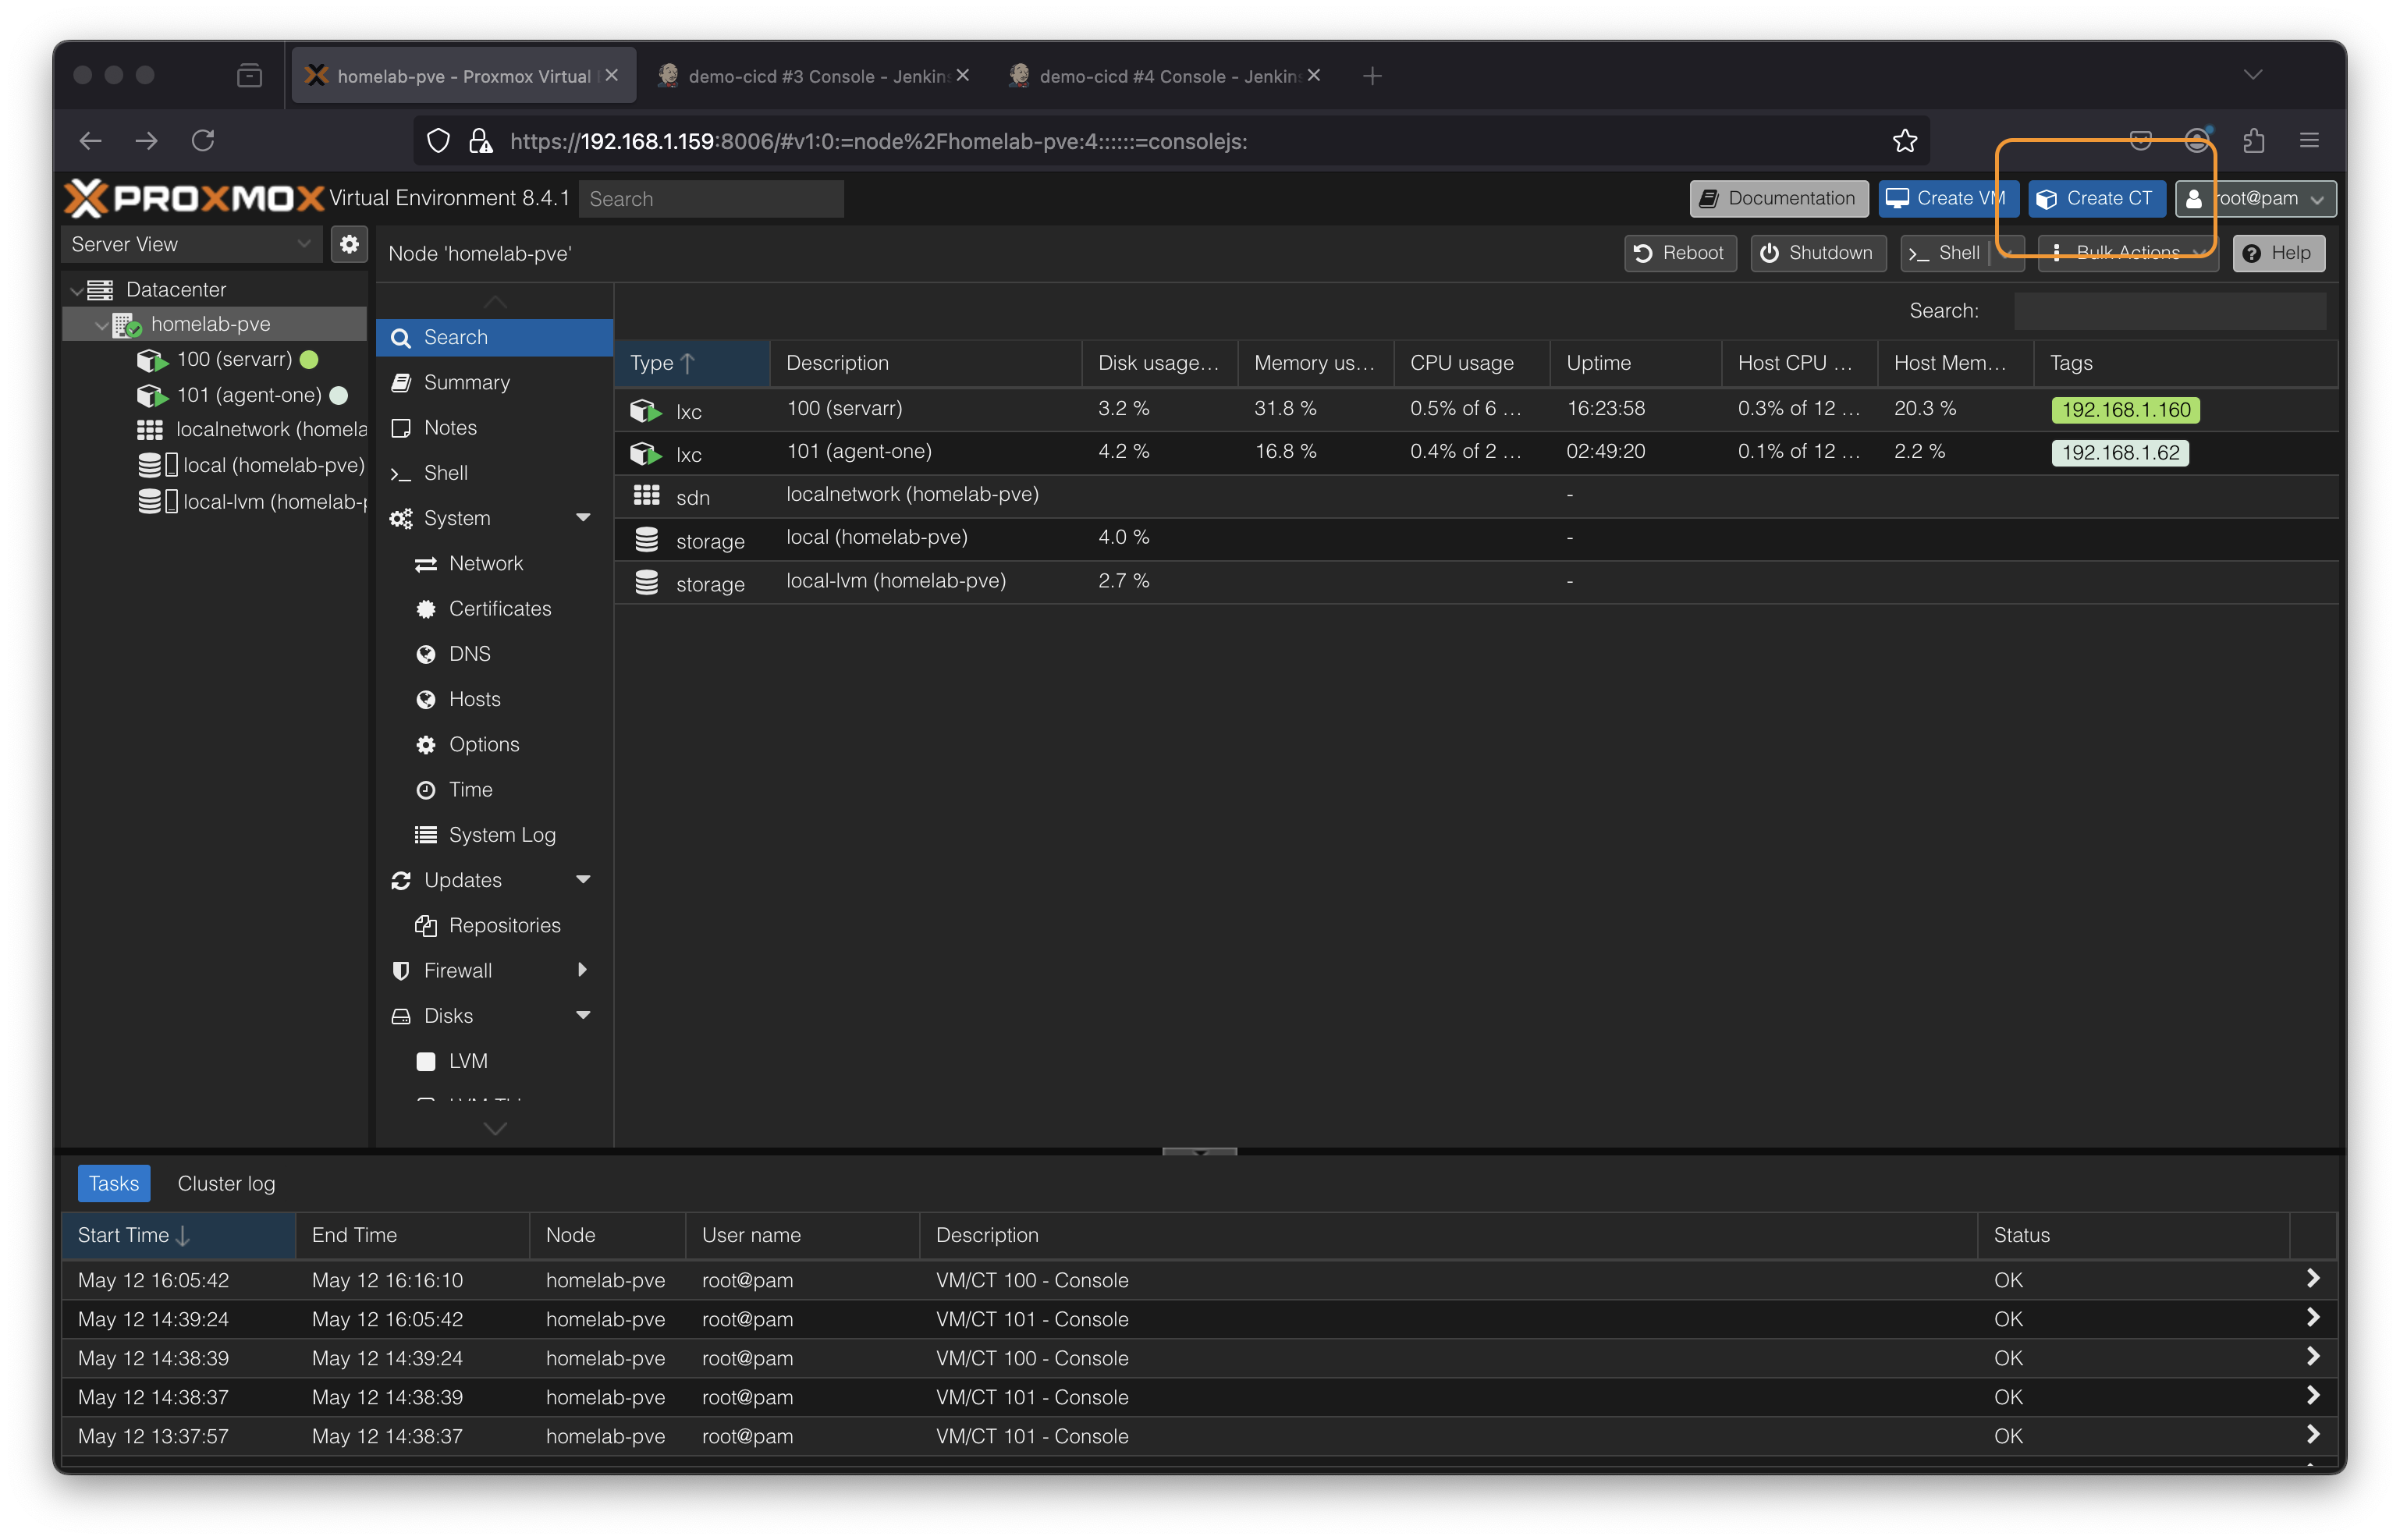 homelab-pve - Proxmox Virtual
demo-cicd #3 Console - Jenkins
demo-cicd #4 Console - Jenkins
https://192.168.1.159:8006/#v1:0:=node%2Fhomelab-pve:4::::::=consolejs:
PROXMOX Virtual Environment 8.4.1 Search Documentation Create VM Create CT root@pam
Server View
Node 'homelab-pve' Reboot Shutdown Shell Bulk Actions Help
Datacenter
homelab-pve
100 (servarr)
101 (agent-one)
localnetwork (homela
local (homelab-pve)
local-lvm (homelab-p
Search
Summary
Notes
Shell
System
Network
Certificates
DNS
Hosts
Options
Time
System Log
Updates
Repositories
Firewall
Disks
LVM
Search:
Type Description Disk usage... Memory us... CPU usage Uptime Host CPU ... Host Mem... Tags
lxc 100 (servarr) 3.2 % 31.8 % 0.5% of 6 ... 16:23:58 0.3% of 12 ... 20.3 % 192.168.1.160
lxc 101 (agent-one) 4.2 % 16.8 % 0.4% of 2 ... 02:49:20 0.1% of 12 ... 2.2 % 192.168.1.62
sdn localnetwork (homelab-pve) -
storage local (homelab-pve) 4.0 % -
storage local-lvm (homelab-pve) 2.7 % -
Tasks Cluster log
Start Time End Time Node User name Description Status
May 12 16:05:42 May 12 16:16:10 homelab-pve root@pam VM/CT 100 - Console OK
May 12 14:39:24 May 12 16:05:42 homelab-pve root@pam VM/CT 101 - Console OK
May 12 14:38:39 May 12 14:39:24 homelab-pve root@pam VM/CT 100 - Console OK
May 12 14:38:37 May 12 14:38:39 homelab-pve root@pam VM/CT 101 - Console OK
May 12 13:37:57 May 12 14:38:37 homelab-pve root@pam VM/CT 101 - Console OK